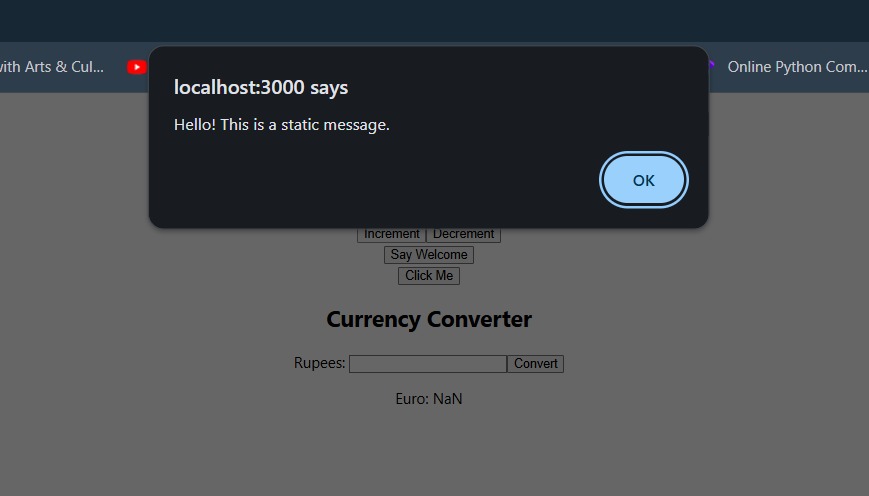 with Arts & Cul...
Online Python Com...
localhost:3000 says
Hello! This is a static message.
OK
Increment Decrement
Say Welcome
Click Me
Currency Converter
Rupees: Convert
Euro: NaN